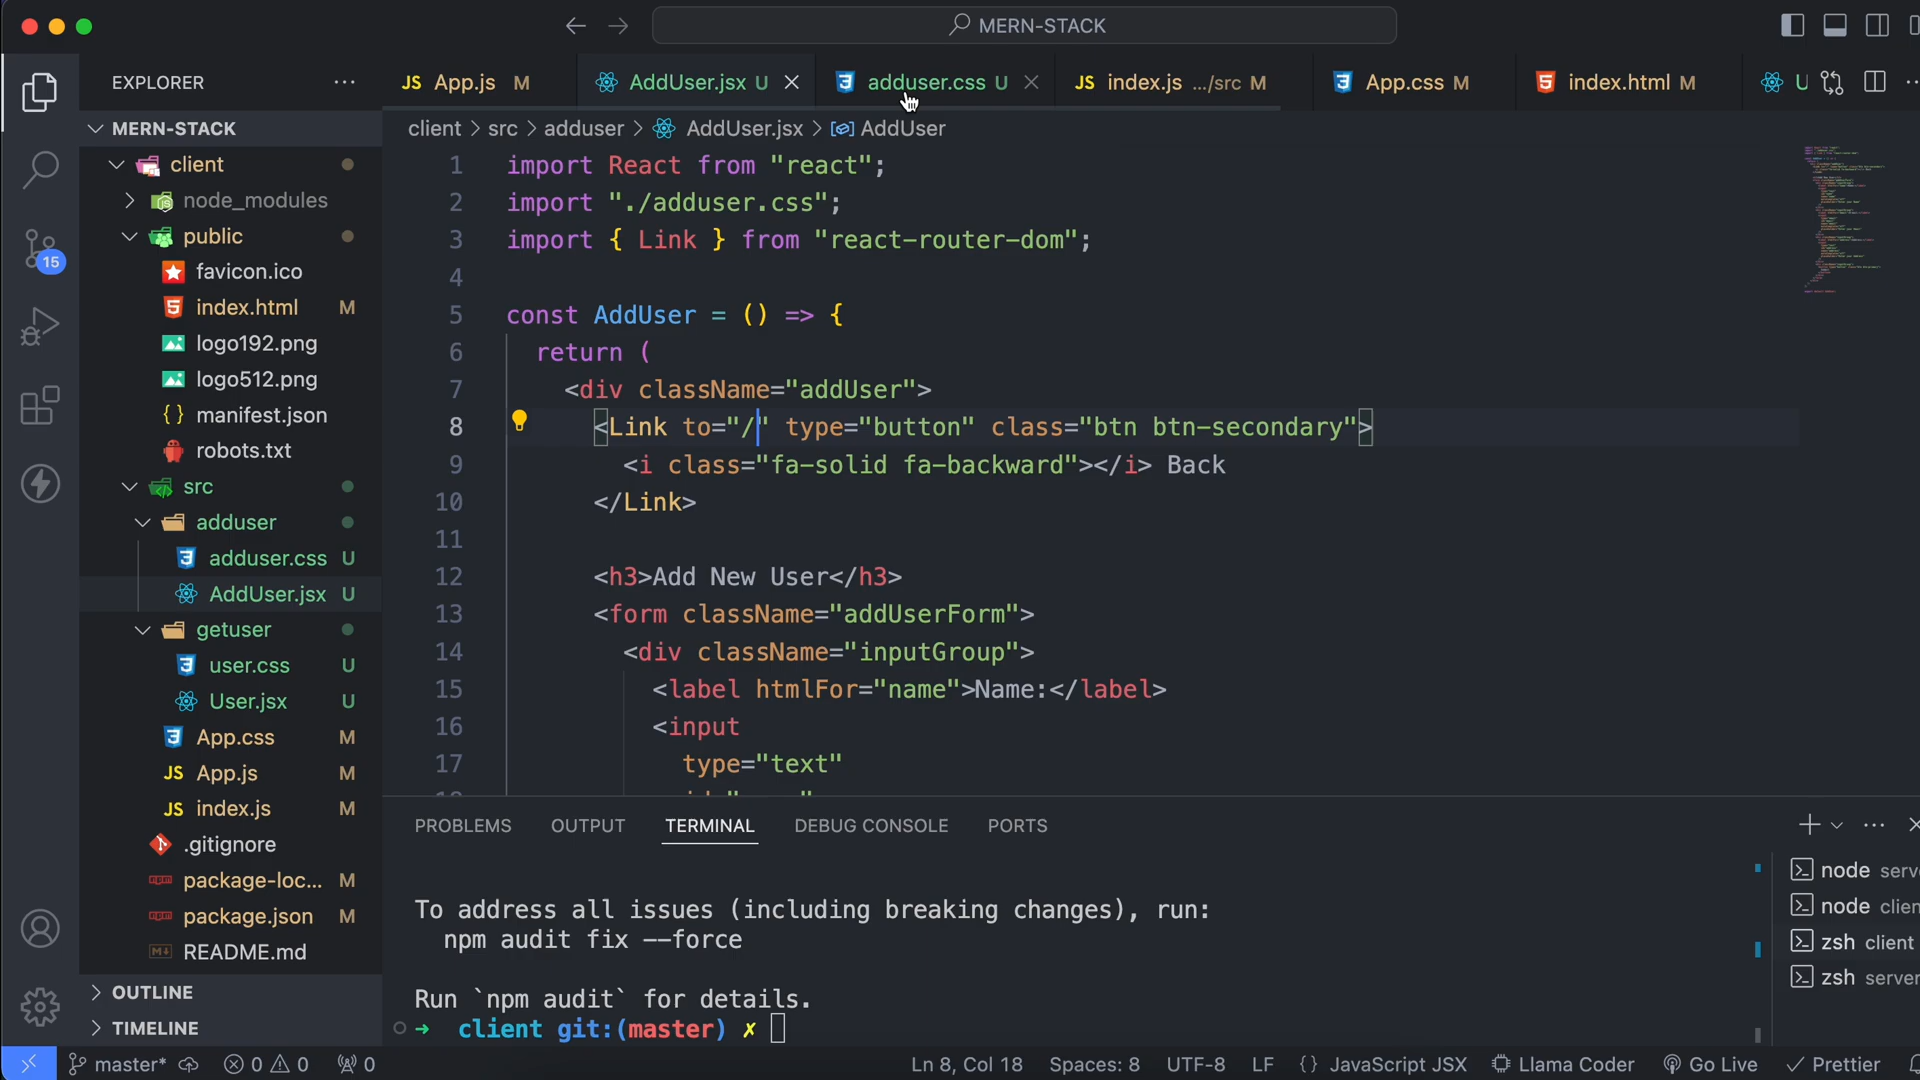 MERN-STACK
EXPLORER
JS App.js M
AddUser.jsx U
adduser.css U
JS index.js .../src M
App.css M
index.html M
U
MERN-STACK
client > src > adduser > AddUser.jsx > AddUser
client
node_modules
public
favicon.ico
index.html M
logo192.png
logo512.png
{ } manifest.json
robots.txt
src
adduser
adduser.css U
AddUser.jsx U
getuser
user.css U
User.jsx U
App.css M
JS App.js M
JS index.js M
.gitignore
package-loc... M
package.json M
README.md
OUTLINE
TIMELINE
15
1 import React from "react";
2 import "./adduser.css";
3 import { Link } from "react-router-dom";
4
5 const AddUser = () => {
6 return (
7 <div className="addUser">
8 <Link to="/" type="button" class="btn btn-secondary">
9 <i class="fa-solid fa-backward"></i> Back
10 </Link>
11
12 <h3>Add New User</h3>
13 <form className="addUserForm">
14 <div className="inputGroup">
15 <label htmlFor="name">Name:</label>
16 <input
17 type="text"
PROBLEMS OUTPUT TERMINAL DEBUG CONSOLE PORTS
To address all issues (including breaking changes), run:
npm audit fix --force
Run `npm audit` for details.
➜ client git:(master) ✗
node serve
node clien
zsh client
zsh server
master* 0 0 0
Ln 8, Col 18 Spaces: 8 UTF-8 LF {} JavaScript JSX Llama Coder Go Live Prettier